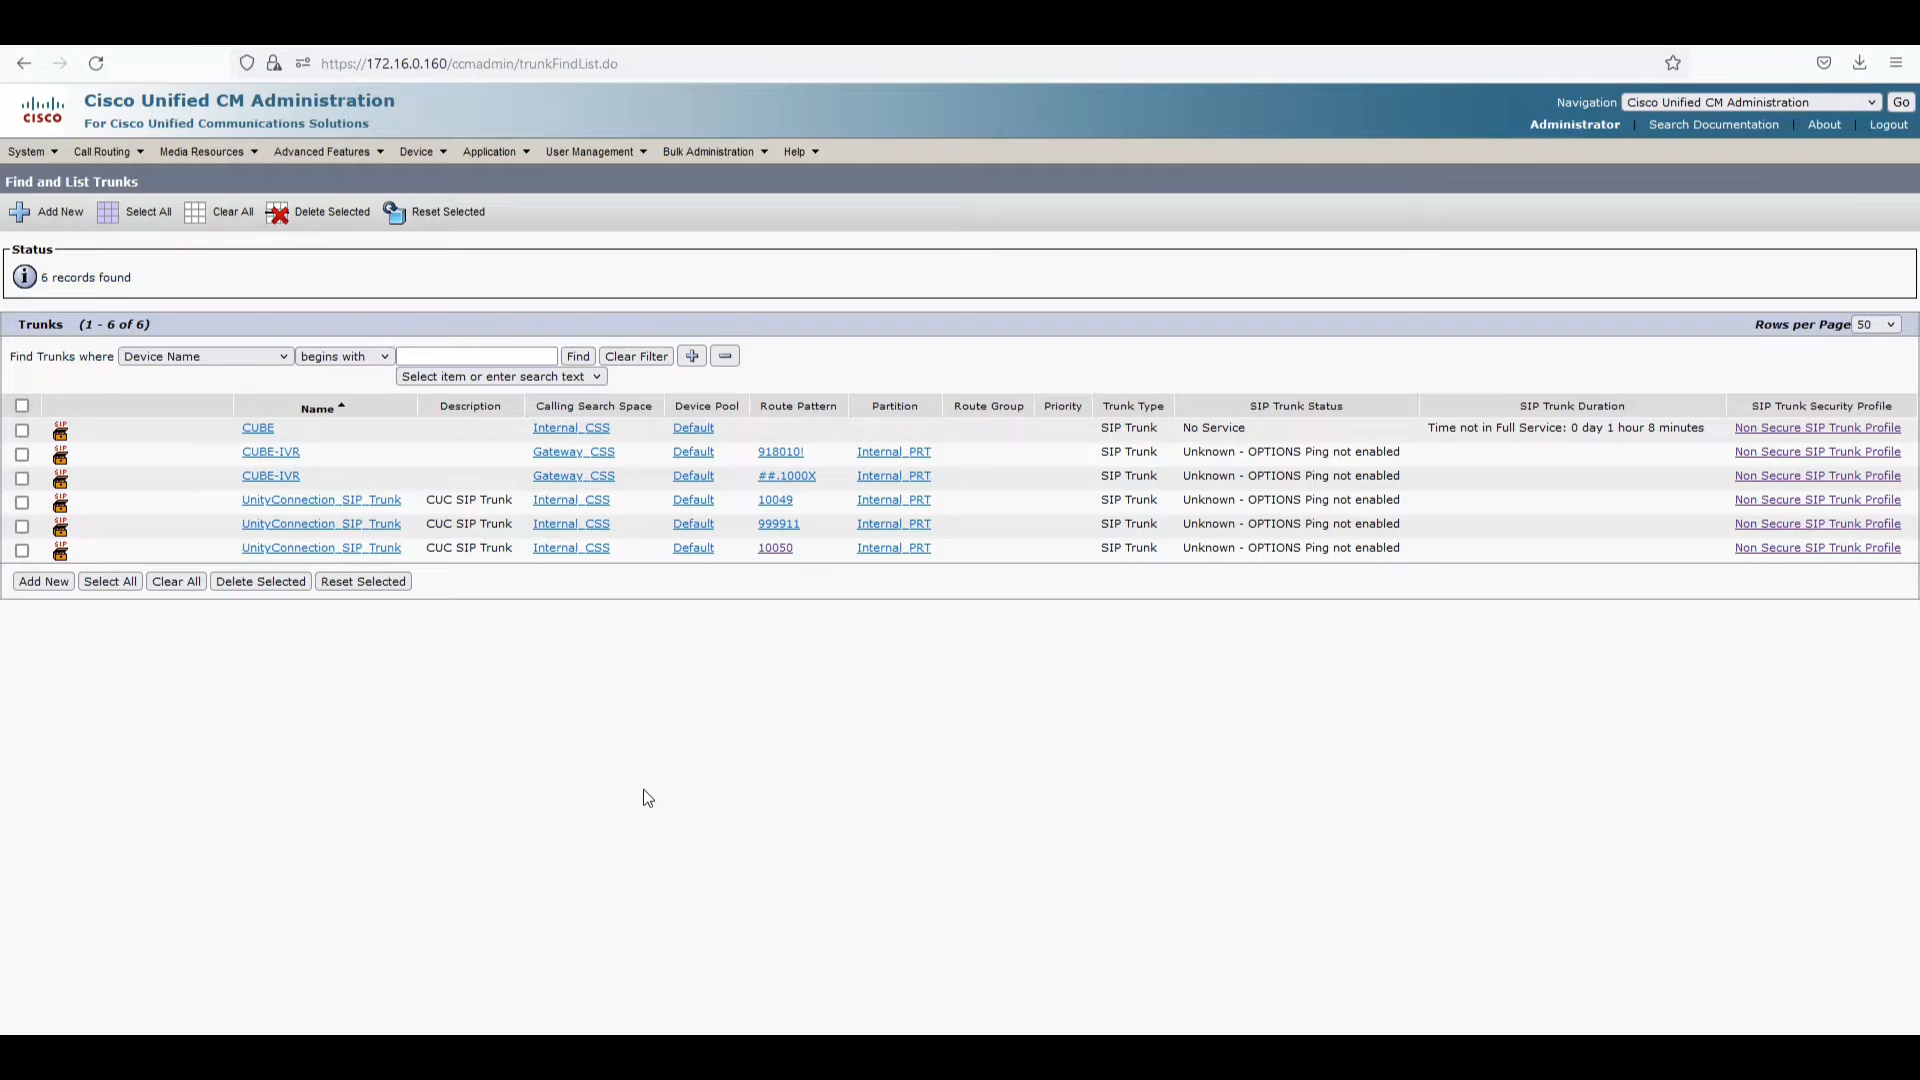 https://172.16.0.160/ccmadmin/trunkFindList.do
CISCO
Cisco Unified CM Administration
For Cisco Unified Communications Solutions
Navigation Cisco Unified CM Administration Go
Administrator | Search Documentation | About | Logout
System Call Routing Media Resources Advanced Features Device Application User Management Bulk Administration Help
Find and List Trunks
Add New Select All Clear All Delete Selected Reset Selected
Status
6 records found
Trunks (1 - 6 of 6) Rows per Page 50
Find Trunks where Device Name begins with Find Clear Filter
Select item or enter search text
Name Description Calling Search Space Device Pool Route Pattern Partition Route Group Priority Trunk Type SIP Trunk Status SIP Trunk Duration SIP Trunk Security Profile
SIP CUBE Internal_CSS Default SIP Trunk No Service Time not in Full Service: 0 day 1 hour 8 minutes Non Secure SIP Trunk Profile
SIP CUBE-IVR Gateway_CSS Default 918010! Internal_PRT SIP Trunk Unknown - OPTIONS Ping not enabled Non Secure SIP Trunk Profile
SIP CUBE-IVR Gateway_CSS Default ##.1000X Internal_PRT SIP Trunk Unknown - OPTIONS Ping not enabled Non Secure SIP Trunk Profile
SIP UnityConnection_SIP_Trunk CUC SIP Trunk Internal_CSS Default 10049 Internal_PRT SIP Trunk Unknown - OPTIONS Ping not enabled Non Secure SIP Trunk Profile
SIP UnityConnection_SIP_Trunk CUC SIP Trunk Internal_CSS Default 999911 Internal_PRT SIP Trunk Unknown - OPTIONS Ping not enabled Non Secure SIP Trunk Profile
SIP UnityConnection_SIP_Trunk CUC SIP Trunk Internal_CSS Default 10050 Internal_PRT SIP Trunk Unknown - OPTIONS Ping not enabled Non Secure SIP Trunk Profile
Add New Select All Clear All Delete Selected Reset Selected